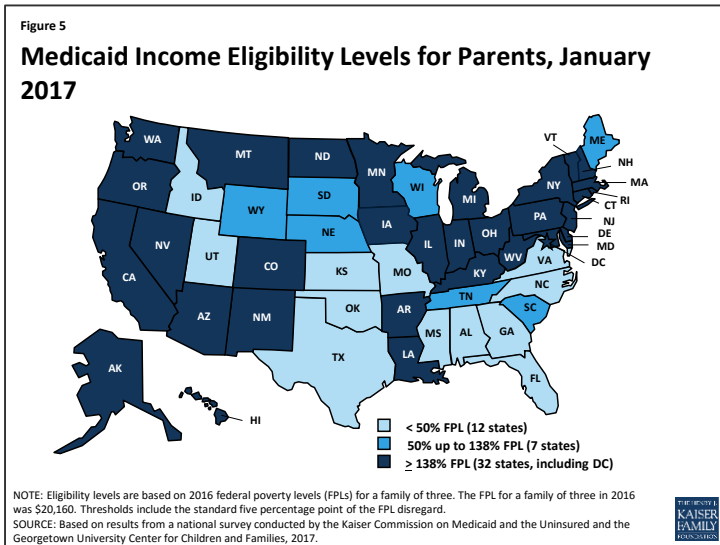 Figure 5
Medicaid Income Eligibility Levels for Parents, January
2017
WA
MT
ND
MN
VT
ME
NH
OR
ID
WY
SD
WI
MI
NY
MA
RI
CT
NV
UT
CO
NE
IA
IL
IN
OH
PA
NJ
DE
MD
DC
CA
KS
MO
KY
WV
VA
AZ
NM
OK
AR
TN
NC
SC
TX
LA
MS
AL
GA
FL
AK
HI
< 50% FPL (12 states)
50% up to 138% FPL (7 states)
> 138% FPL (32 states, including DC)
NOTE: Eligibility levels are based on 2016 federal poverty levels (FPLs) for a family of three. The FPL for a family of three in 2016
was $20,160. Thresholds include the standard five percentage point of the FPL disregard.
SOURCE: Based on results from a national survey conducted by the Kaiser Commission on Medicaid and the Uninsured and the
Georgetown University Center for Children and Families, 2017.
THE HENRY J.
KAISER
FAMILY
FOUNDATION